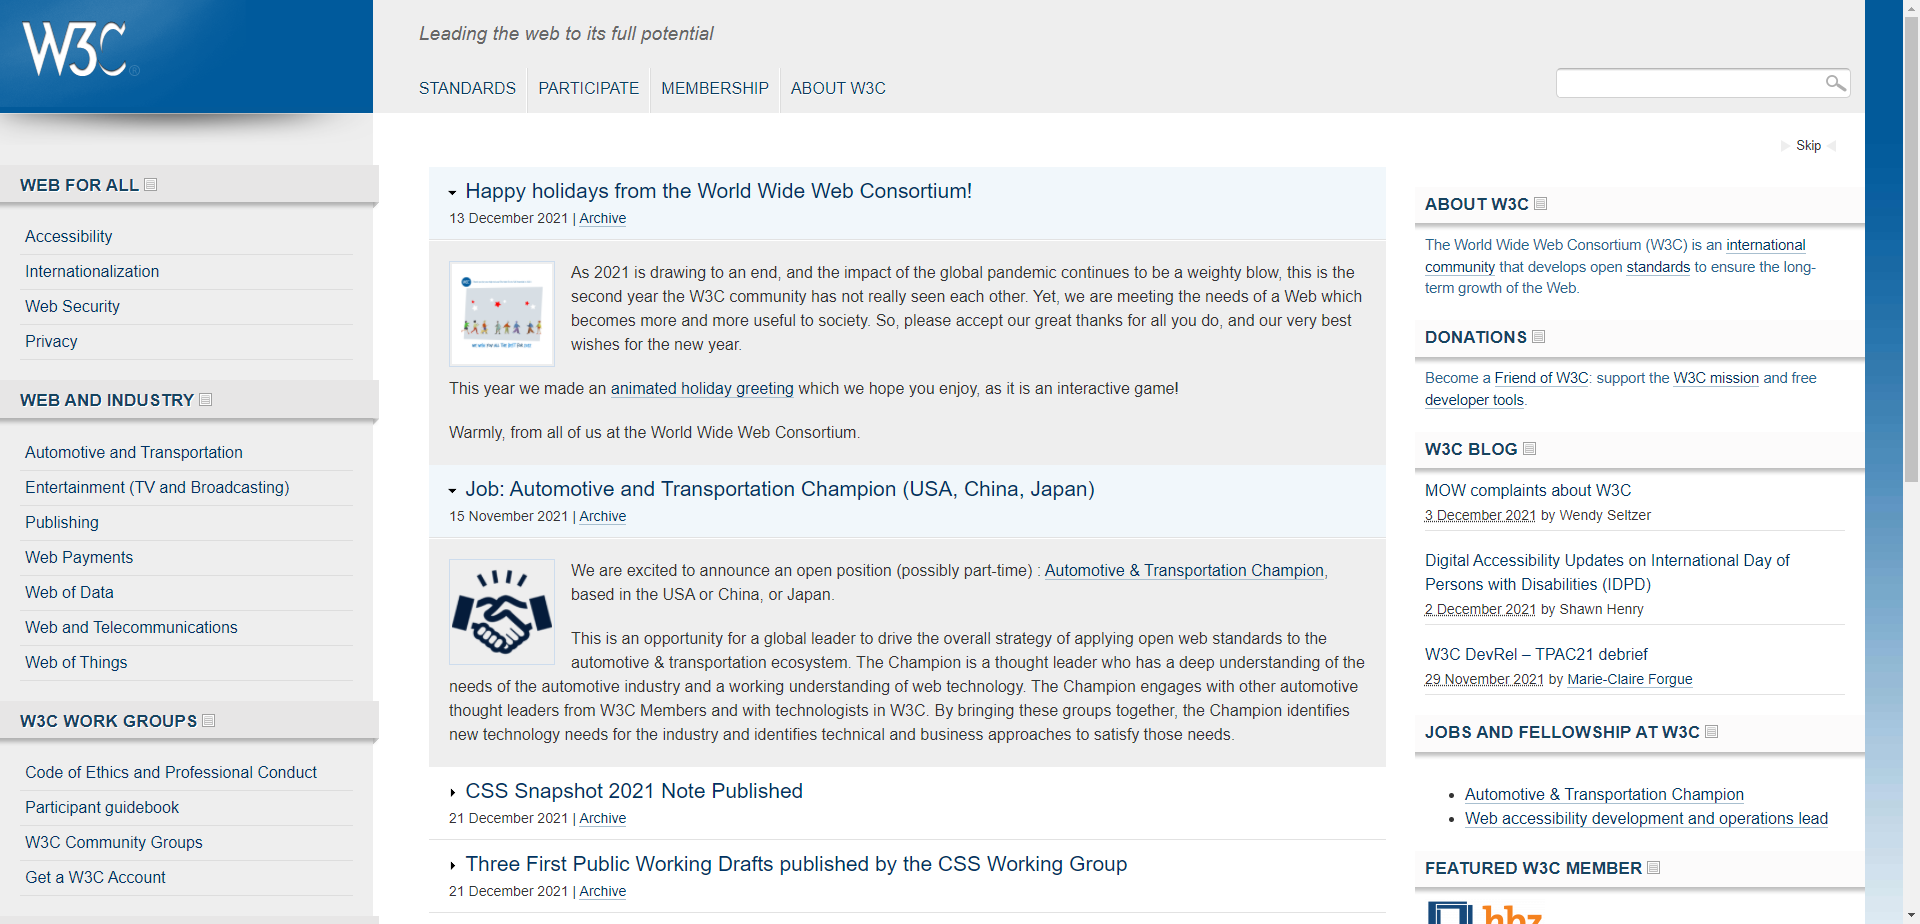 W3C®
Leading the web to its full potential
STANDARDS
PARTICIPATE
MEMBERSHIP
ABOUT W3C
Skip
WEB FOR ALL
Accessibility
Internationalization
Web Security
Privacy
WEB AND INDUSTRY
Automotive and Transportation
Entertainment (TV and Broadcasting)
Publishing
Web Payments
Web of Data
Web and Telecommunications
Web of Things
W3C WORK GROUPS
Code of Ethics and Professional Conduct
Participant guidebook
W3C Community Groups
Get a W3C Account
Happy holidays from the World Wide Web Consortium!
13 December 2021 | Archive
As 2021 is drawing to an end, and the impact of the global pandemic continues to be a weighty blow, this is the
second year the W3C community has not really seen each other. Yet, we are meeting the needs of a Web which
becomes more and more useful to society. So, please accept our great thanks for all you do, and our very best
wishes for the new year.
This year we made an animated holiday greeting which we hope you enjoy, as it is an interactive game!
Warmly, from all of us at the World Wide Web Consortium.
Job: Automotive and Transportation Champion (USA, China, Japan)
15 November 2021 | Archive
We are excited to announce an open position (possibly part-time) : Automotive & Transportation Champion,
based in the USA or China, or Japan.
This is an opportunity for a global leader to drive the overall strategy of applying open web standards to the
automotive & transportation ecosystem. The Champion is a thought leader who has a deep understanding of the
needs of the automotive industry and a working understanding of web technology. The Champion engages with other automotive
thought leaders from W3C Members and with technologists in W3C. By bringing these groups together, the Champion identifies
new technology needs for the industry and identifies technical and business approaches to satisfy those needs.
CSS Snapshot 2021 Note Published
21 December 2021 | Archive
Three First Public Working Drafts published by the CSS Working Group
21 December 2021 | Archive
ABOUT W3C
The World Wide Web Consortium (W3C) is an international
community that develops open standards to ensure the long-
term growth of the Web.
DONATIONS
Become a Friend of W3C: support the W3C mission and free
developer tools.
W3C BLOG
MOW complaints about W3C
3 December 2021 by Wendy Seltzer
Digital Accessibility Updates on International Day of
Persons with Disabilities (IDPD)
2 December 2021 by Shawn Henry
W3C DevRel – TPAC21 debrief
29 November 2021 by Marie-Claire Forgue
JOBS AND FELLOWSHIP AT W3C
• Automotive & Transportation Champion
• Web accessibility development and operations lead
FEATURED W3C MEMBER
hbz